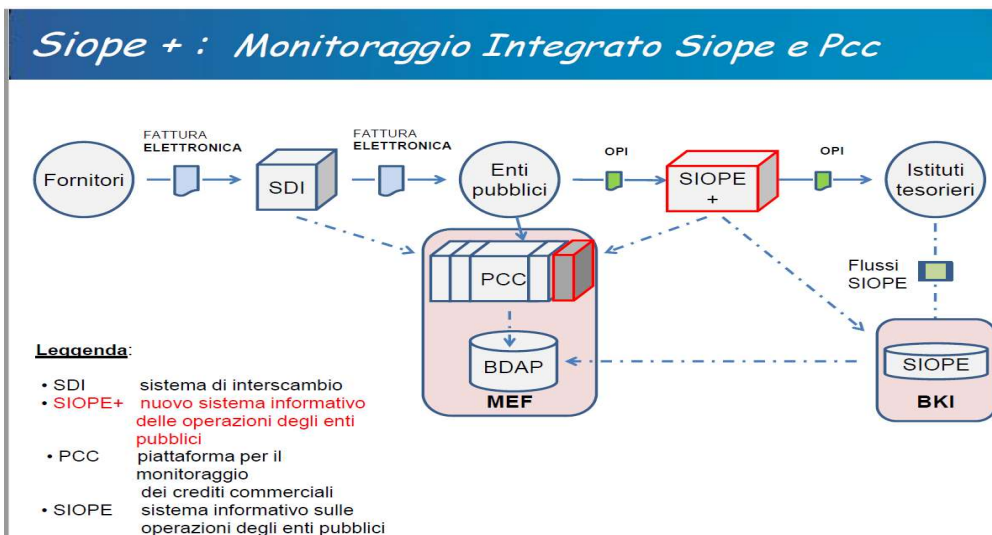 Siope + : Monitoraggio Integrato Siope e Pcc
FATTURA
ELETTRONICA
FATTURA
ELETTRONICA
OPI
OPI
Fornitori
SDI
Enti
pubblici
SIOPE
+
Istituti
tesorieri
PCC
Flussi
SIOPE
BDAP
MEF
SIOPE
BKI
Leggenda:
• SDI sistema di interscambio
• SIOPE+ nuovo sistema informativo
delle operazioni degli enti
pubblici
• PCC piattaforma per il
monitoraggio
dei crediti commerciali
• SIOPE sistema informativo sulle
operazioni degli enti pubblici